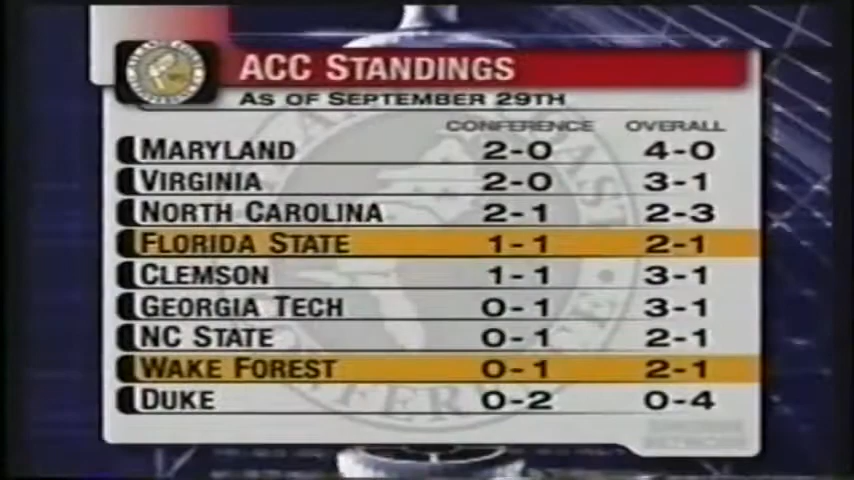 ACC STANDINGS
AS OF SEPTEMBER 29TH
CONFERENCE OVERALL
MARYLAND 2-0 4-0
VIRGINIA 2-0 3-1
NORTH CAROLINA 2-1 2-3
FLORIDA STATE 1-1 2-1
CLEMSON 1-1 3-1
GEORGIA TECH 0-1 3-1
NC STATE 0-1 2-1
WAKE FOREST 0-1 2-1
DUKE 0-2 0-4